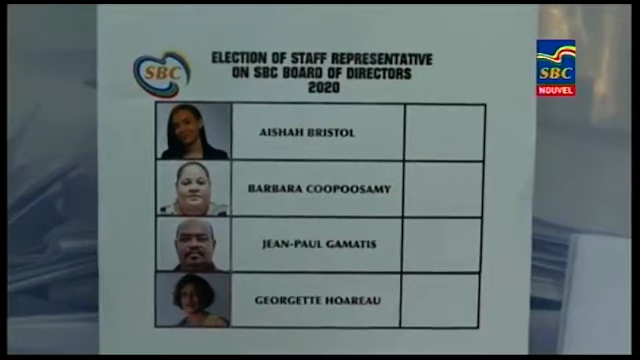 SBC
ELECTION OF STAFF REPRESENTATIVE
ON SBC BOARD OF DIRECTORS
2020
SBC
NOUVEL
AISHAH BRISTOL
BARBARA COOPOOSAMY
JEAN-PAUL GAMATIS
GEORGETTE HOAREAU